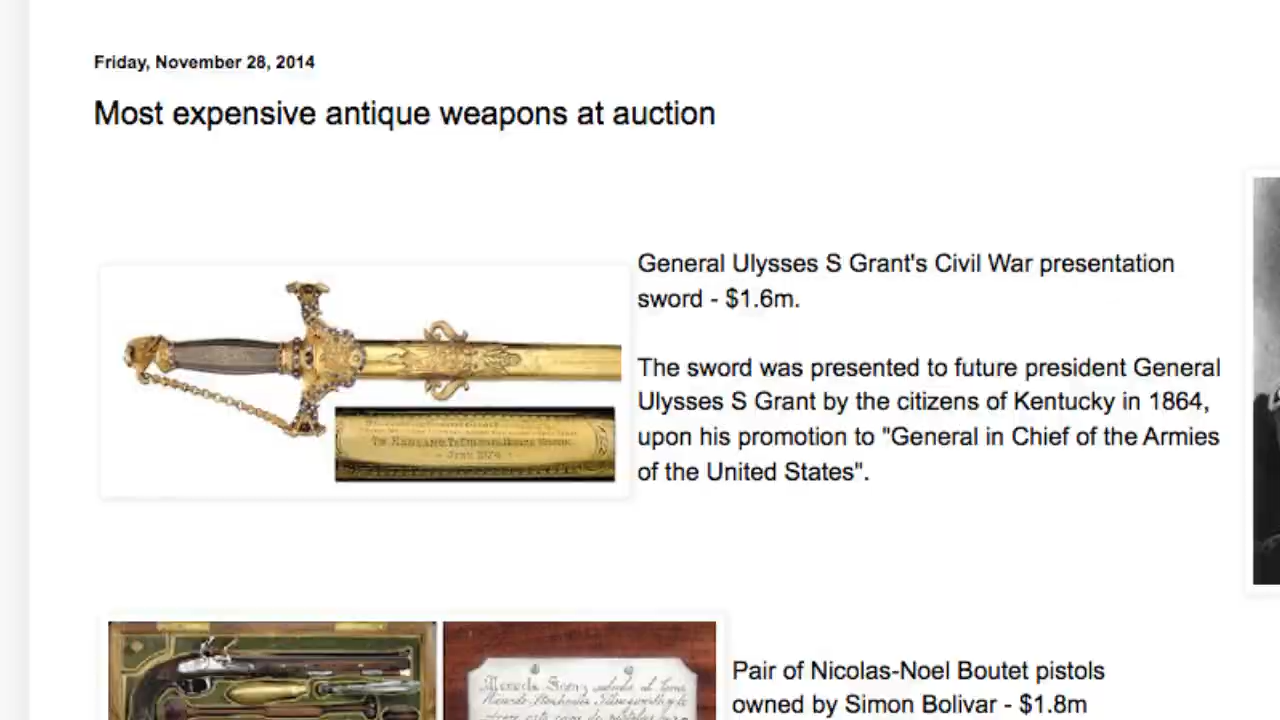 Friday, November 28, 2014
Most expensive antique weapons at auction
General Ulysses S Grant's Civil War presentation
sword - $1.6m.
The sword was presented to future president General
Ulysses S Grant by the citizens of Kentucky in 1864,
upon his promotion to "General in Chief of the Armies
of the United States".
Pair of Nicolas-Noel Boutet pistols
owned by Simon Bolivar - $1.8m